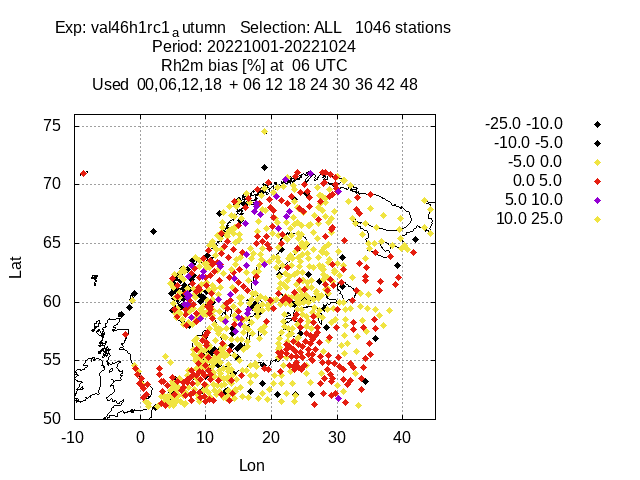 Exp: val46h1rc1autumn   Selection: ALL   1046 stations
Period: 20221001-20221024
Rh2m bias [%] at  06 UTC
Used  00,06,12,18  + 06 12 18 24 30 36 42 48
-25.0 -10.0
-10.0 -5.0
-5.0 0.0
0.0 5.0
5.0 10.0
10.0 25.0
75
70
65
60
55
50
Lat
-10 0 10 20 30 40
Lon